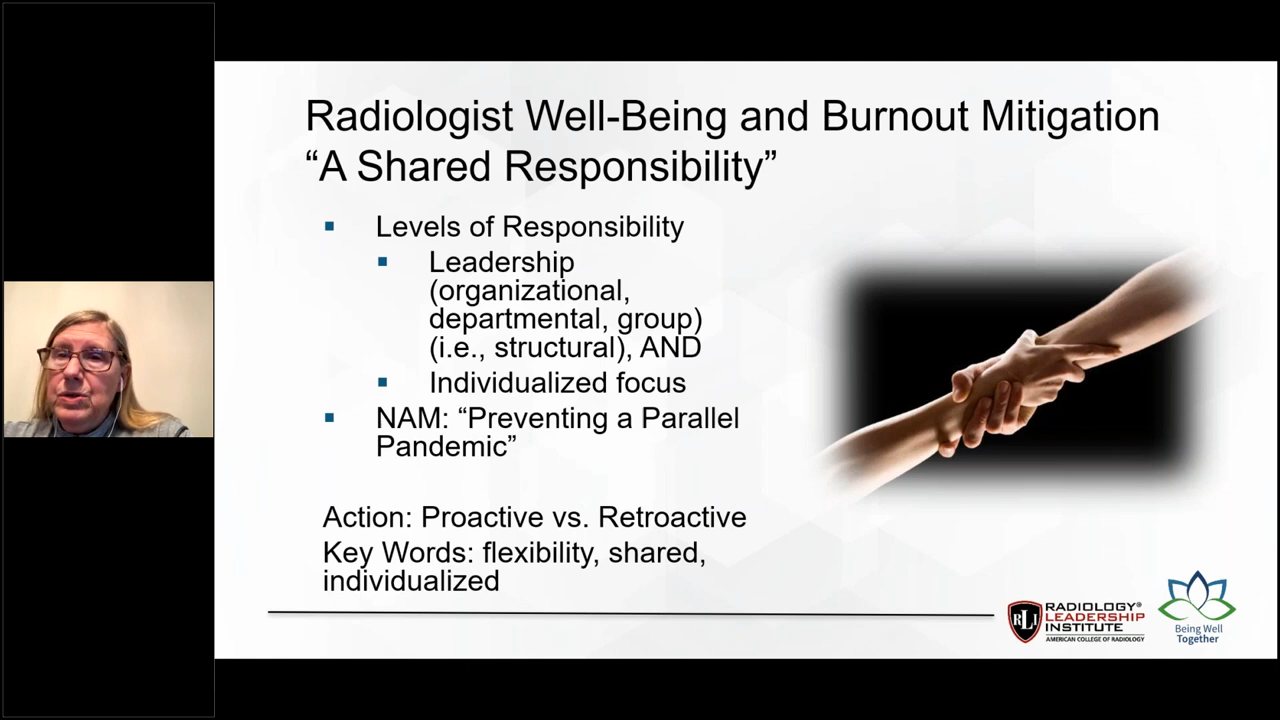 Radiologist Well-Being and Burnout Mitigation
“A Shared Responsibility”
Levels of Responsibility
Leadership
(organizational,
departmental, group)
(i.e., structural), AND
Individualized focus
NAM: “Preventing a Parallel
Pandemic”
Action: Proactive vs. Retroactive
Key Words: flexibility, shared,
individualized
RLI
RADIOLOGY®
LEADERSHIP
INSTITUTE
AMERICAN COLLEGE OF RADIOLOGY
Being Well
Together